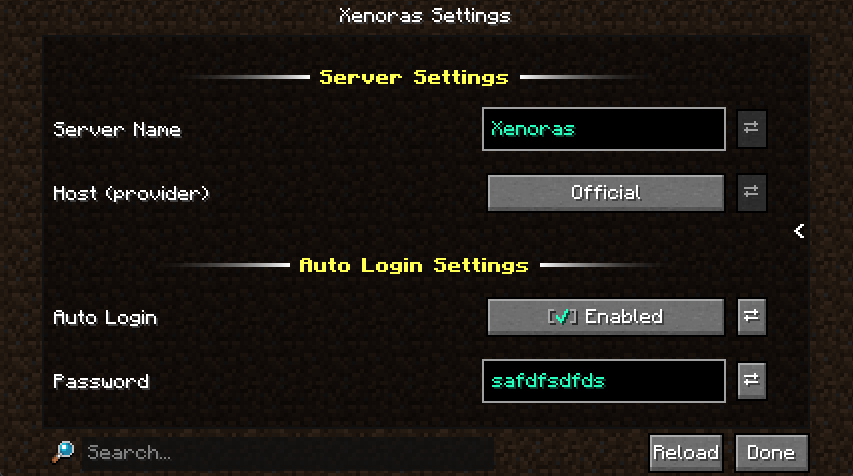 Xenoras Settings
Server Settings
Server Name
Xenoras
Host (provider)
Official
Auto Login Settings
Auto Login
[✓] Enabled
Password
safdfsdfds
Search...
Reload
Done